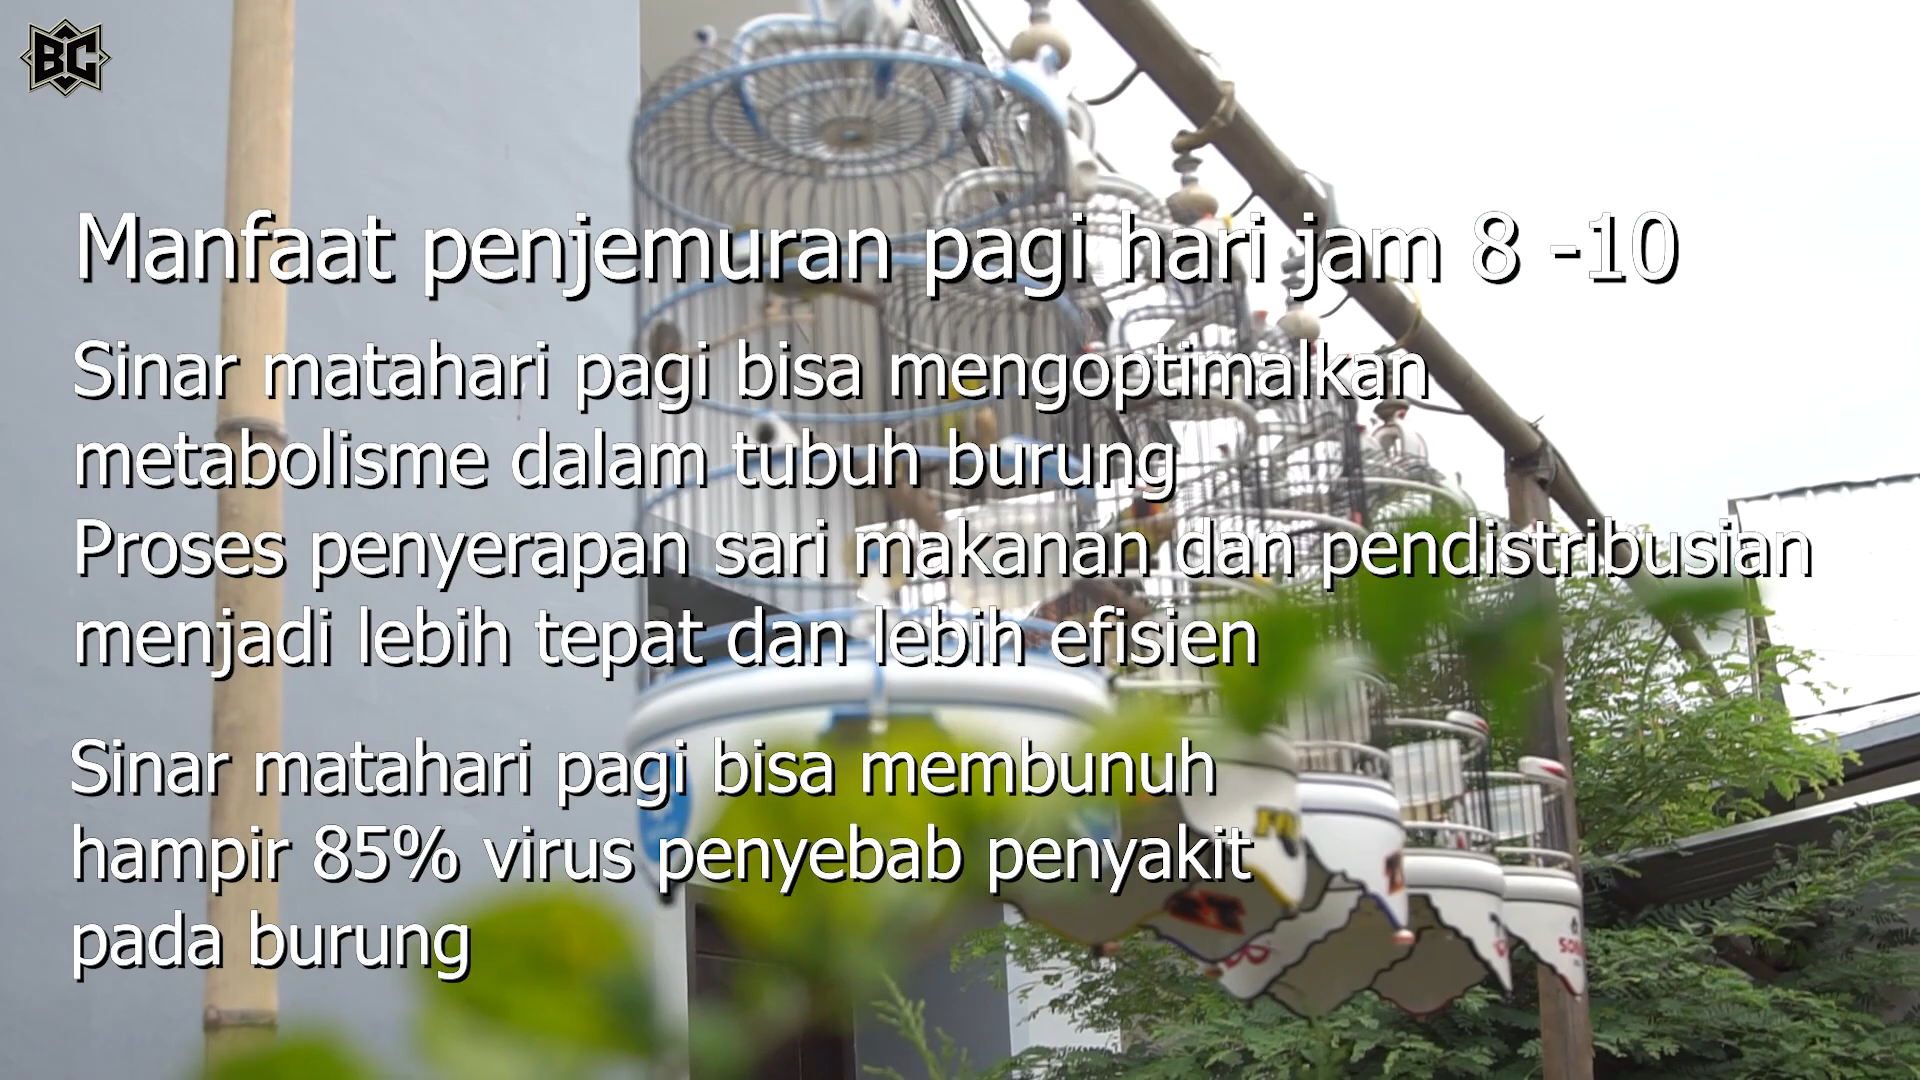 BC
Manfaat penjemuran pagi hari jam 8 -10
Sinar matahari pagi bisa mengoptimalkan
metabolisme dalam tubuh burung
Proses penyerapan sari makanan dan pendistribusian
menjadi lebih tepat dan lebih efisien
Sinar matahari pagi bisa membunuh
hampir 85% virus penyebab penyakit
pada burung